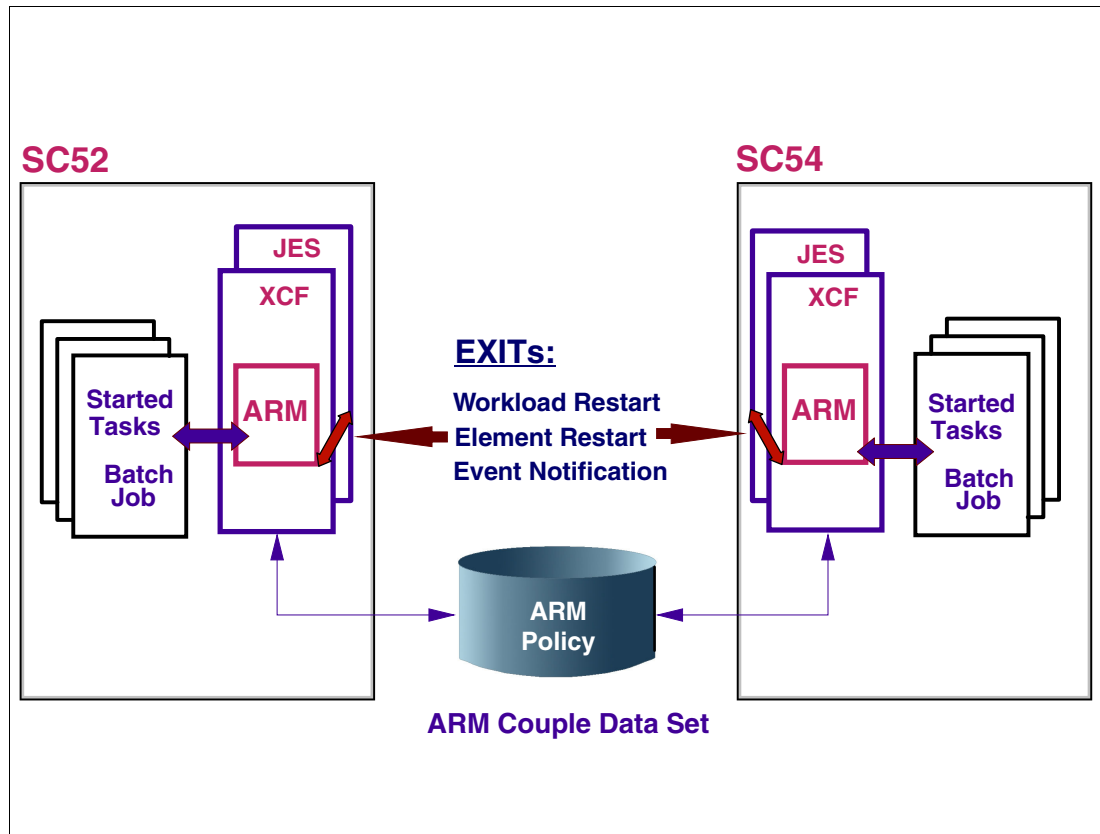 SC52
SC54
JES
XCF
ARM
Started
Tasks
Batch
Job
EXITs:
Workload Restart
Element Restart
Event Notification
JES
XCF
ARM
Started
Tasks
Batch
Job
ARM
Policy
ARM Couple Data Set